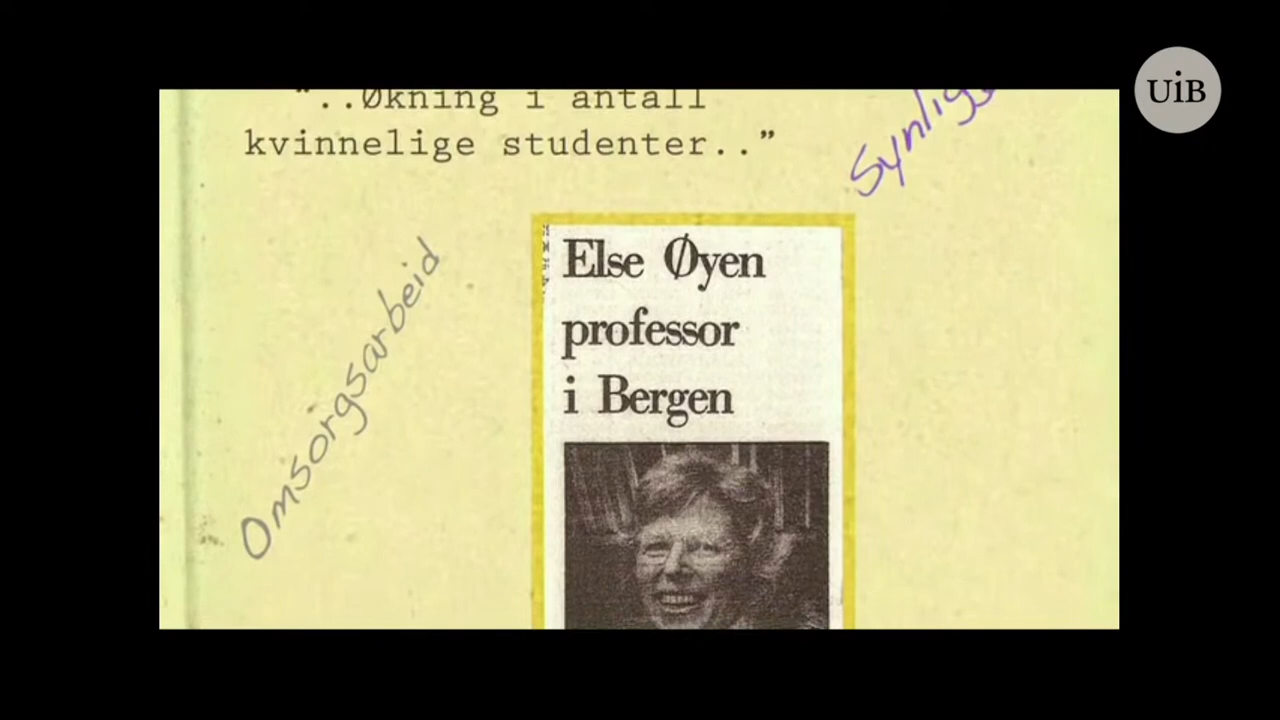 "..Økning i antall
kvinnelige studenter.."
UiB
Omsorgsarbeid
Else Øyen
professor
i Bergen